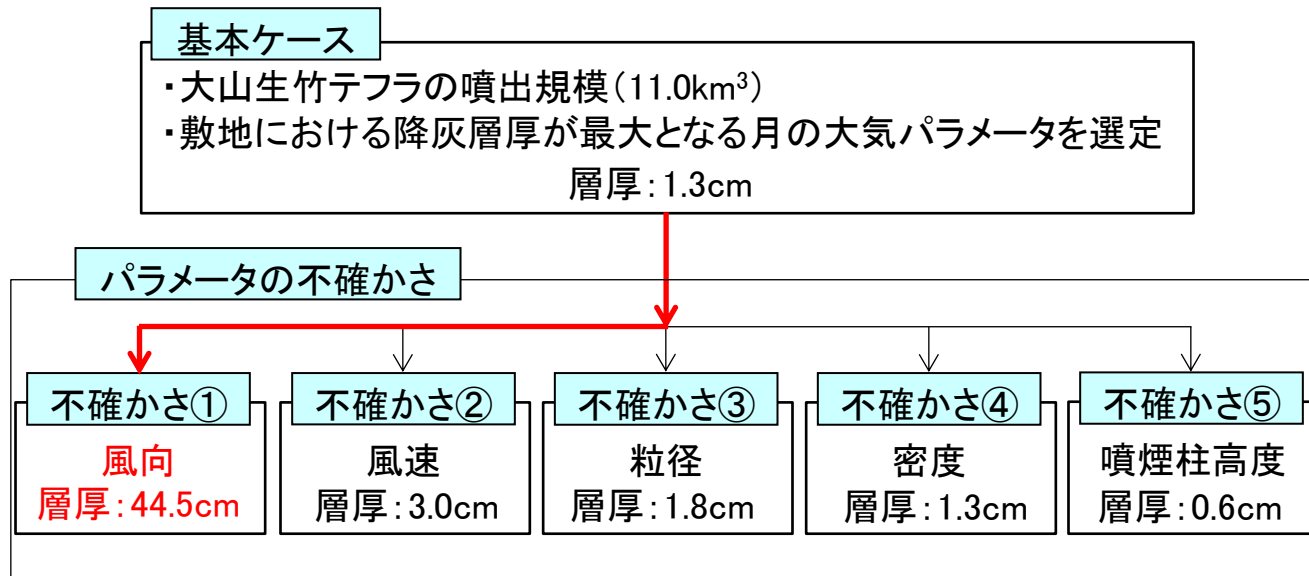 基本ケース
・大山生竹テフラの噴出規模(11.0km³)
・敷地における降灰層厚が最大となる月の大気パラメータを選定
層厚:1.3cm
パラメータの不確かさ
不確かさ①
風向
層厚:44.5cm
不確かさ②
風速
層厚:3.0cm
不確かさ③
粒径
層厚:1.8cm
不確かさ④
密度
層厚:1.3cm
不確かさ⑤
噴煙柱高度
層厚:0.6cm